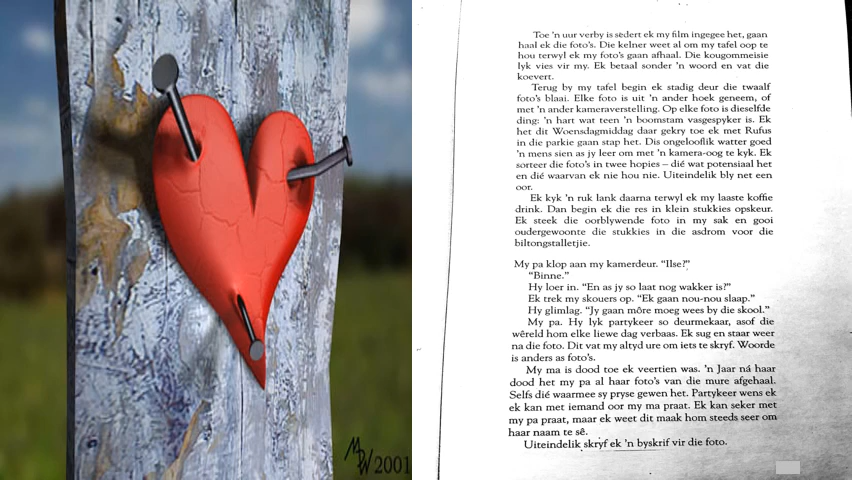 MPW 2001
Toe 'n uur verby is sedert ek my film ingegee het, gaan
haal ek die foto's. Die kelner weet al om my tafel oop te
hou terwyl ek my foto's gaan afhaal. Die kougommeisie
lyk vies vir my. Ek betaal sonder 'n woord en vat die
koevert.
Terug by my tafel begin ek stadig deur die twaalf
foto's blaai. Elke foto is uit 'n ander hoek geneem, of
met 'n ander kameraverstelling. Op elke foto is dieselfde
ding: 'n hart wat teen 'n boomstam vasgespyker is. Ek
het dit Woensdagmiddag daar gekry toe ek met Rufus
in die parkie gaan stap het. Dis ongelooflik watter goed
'n mens sien as jy leer om met 'n kamera-oog te kyk. Ek
sorteer die foto's in twee hopies – dié wat potensiaal het
en dié waarvan ek nie hou nie. Uiteindelik bly net een
oor.
Ek kyk 'n ruk lank daarna terwyl ek my laaste koffie
drink. Dan begin ek die res in klein stukkies opskeur.
Ek steek die oorblywende foto in my sak en gooi
oudergewoonte die stukkies in die asdrom voor die
biltongstalletjie.
My pa klop aan my kamerdeur. “Ilse?”
“Binne.”
Hy loer in. “En as jy so laat nog wakker is?”
Ek trek my skouers op. “Ek gaan nou-nou slaap.”
Hy glimlag. “Jy gaan môre moeg wees by die skool.”
My pa. Hy lyk partykeer so deurmekaar, asof die
wêreld hom elke liewe dag verbaas. Ek sug en staar weer
na die foto. Dit vat my altyd ure om iets te skryf. Woorde
is anders as foto's.
My ma is dood toe ek veertien was. 'n Jaar ná haar
dood het my pa al haar foto's van die mure afgehaal.
Selfs dié waarmee sy pryse gewen het. Partykeer wens ek
ek kan met iemand oor my ma praat. Ek kan seker met
my pa praat, maar ek weet dit maak hom steeds seer om
haar naam te sê.
Uiteindelik skryf ek 'n byskrif vir die foto.